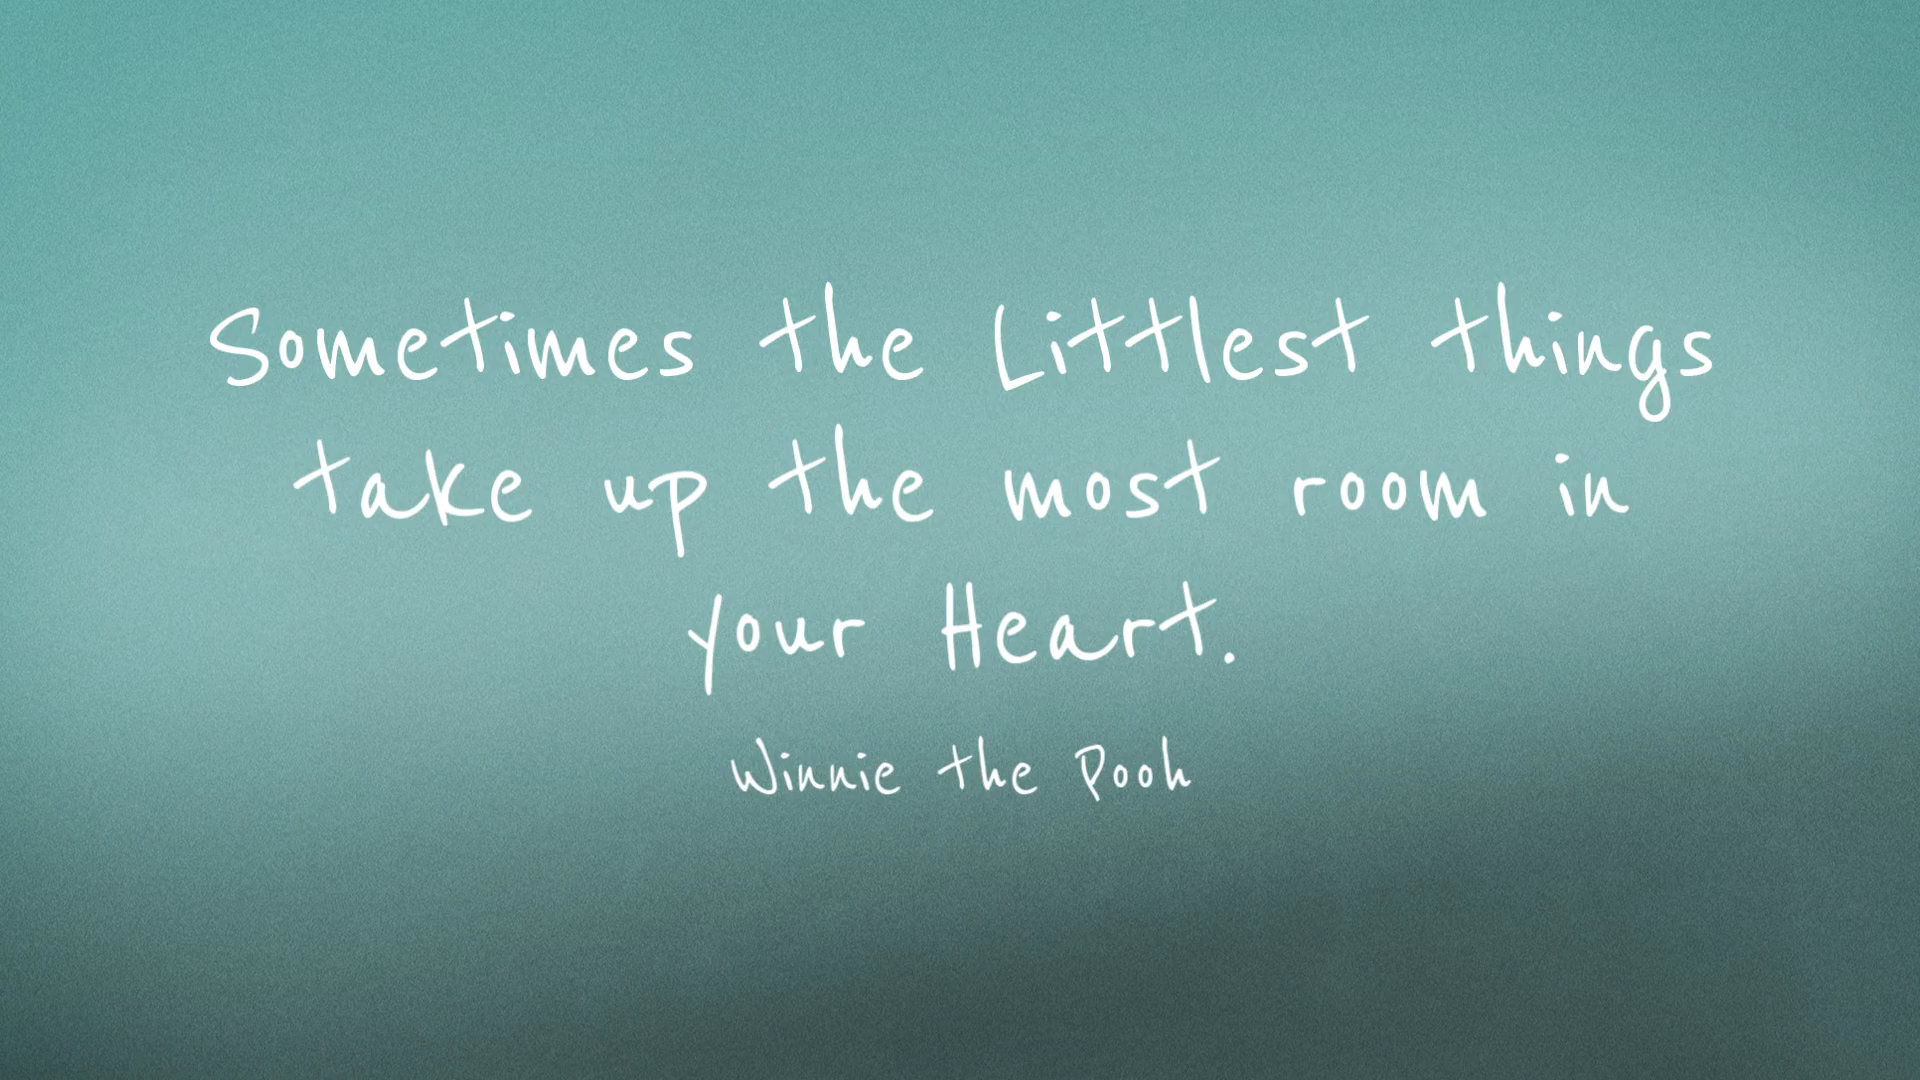 Sometimes the Littlest things
take up the most room in
your Heart.
Winnie the Pooh